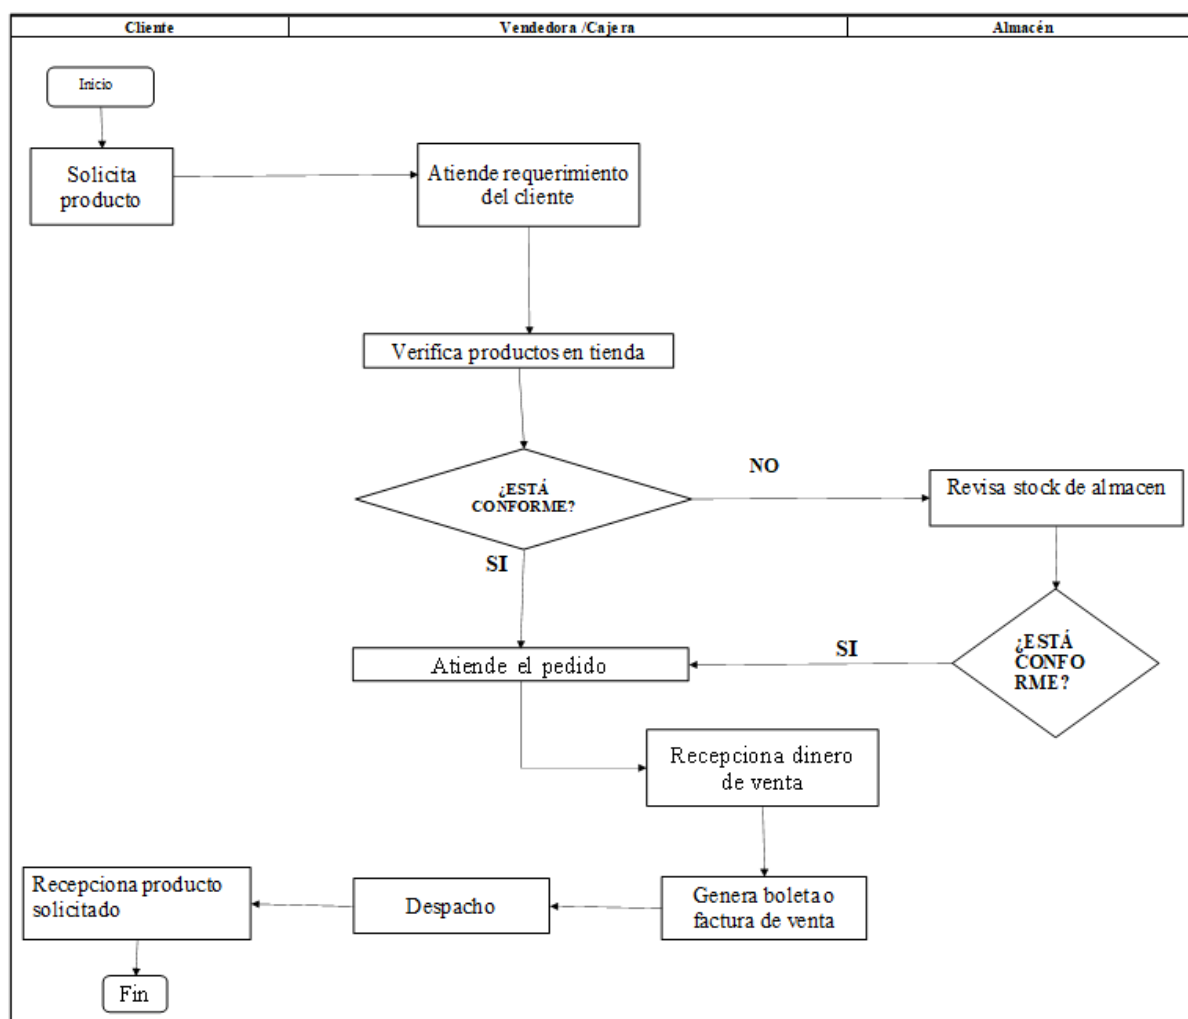 Cliente
Vendedora /Cajera
Almacén
Inicio
Solicita
producto
Atiende requerimiento
del cliente
Verifica productos en tienda
¿ESTÁ
CONFORME?
NO
Revisa stock de almacen
SI
¿ESTÁ
CONFO
RME?
SI
Atiende el pedido
Recepciona dinero
de venta
Genera boleta o
factura de venta
Despacho
Recepciona producto
solicitado
Fin